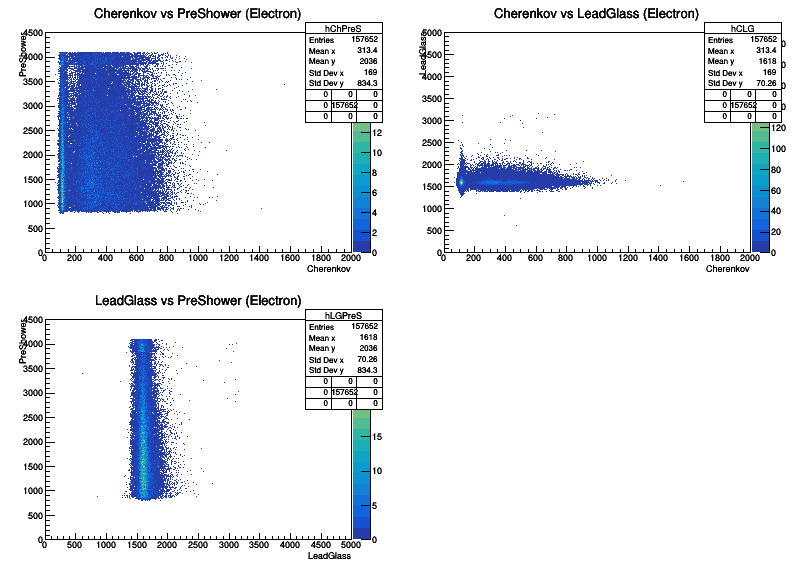 Cherenkov vs PreShower (Electron)
PreShower
hChPreS
Entries 157652
Mean x 313.4
Mean y 2036
Std Dev x 169
Std Dev y 834.3
0 0 0
0 157652 0
0 0 0
4500
4000
3500
3000
2500
2000
1500
1000
500
0
0 200 400 600 800 1000 1200 1400 1600 1800 2000
Cherenkov
12
10
8
6
4
2
0
Cherenkov vs LeadGlass (Electron)
LeadGlass
hCLG
Entries 157652
Mean x 313.4
Mean y 1618
Std Dev x 169
Std Dev y 70.26
0 0 0
0 157652 0
0 0 0
5000
4500
4000
3500
3000
2500
2000
1500
1000
500
0
0 200 400 600 800 1000 1200 1400 1600 1800 2000
Cherenkov
0
0
0
120
100
80
60
40
20
0
LeadGlass vs PreShower (Electron)
PreShower
hLGPreS
Entries 157652
Mean x 1618
Mean y 2036
Std Dev x 70.26
Std Dev y 834.3
0 0 0
0 157652 0
0 0 0
4500
4000
3500
3000
2500
2000
1500
1000
500
0
0 500 1000 1500 2000 2500 3000 3500 4000 4500 5000
LeadGlass
15
10
5
0